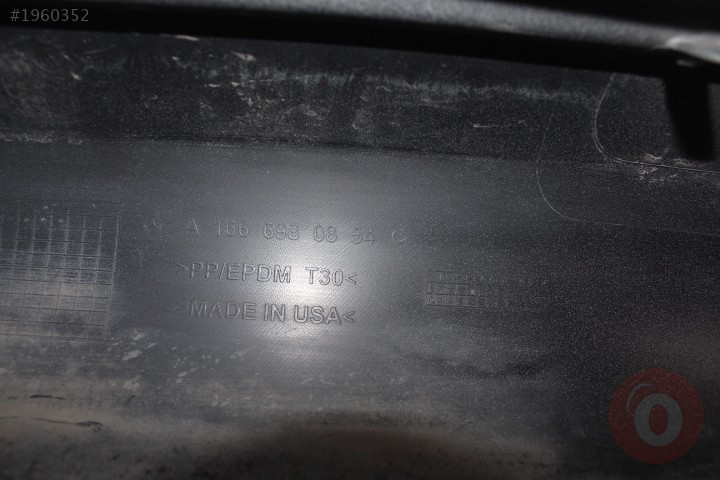 #1960352
A 166 698 08 54
>PP/EPDM T30<
>MADE IN USA<